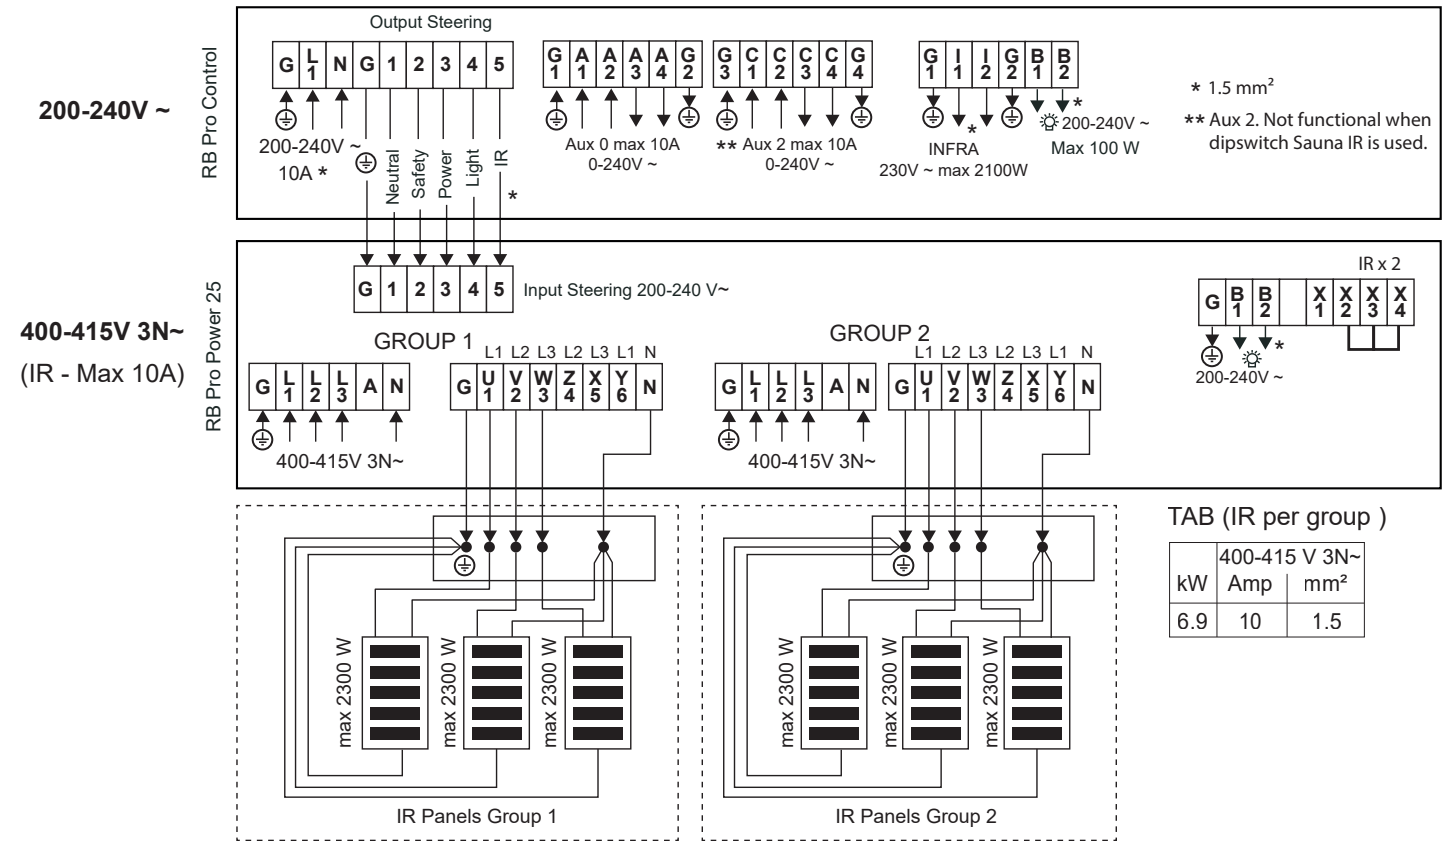 Output Steering
RB Pro Control
200-240V ~
G L1 N G 1 2 3 4 5
G1 A1 A2 A3 A4 G2
G3 C1 C2 C3 C4 G4
G1 I1 I2 G2 B1 B2
200-240V ~
10A *
Neutral
Safety
Power
Light
IR
*
Aux 0 max 10A
0-240V ~
** Aux 2 max 10A
0-240V ~
*
INFRA
230V ~ max 2100W
*
200-240V ~
Max 100 W
* 1.5 mm²
** Aux 2. Not functional when
dipswitch Sauna IR is used.
RB Pro Power 25
400-415V 3N~
(IR - Max 10A)
G 1 2 3 4 5
Input Steering 200-240 V~
GROUP 1
L1 L2 L3 L2 L3 L1 N
G L1 L2 L3 A N
G U1 V2 W3 Z4 X5 Y6 N
400-415V 3N~
GROUP 2
L1 L2 L3 L2 L3 L1 N
G L1 L2 L3 A N
G U1 V2 W3 Z4 X5 Y6 N
400-415V 3N~
IR x 2
G B1 B2 X1 X2 X3 X4
*
200-240V ~
max 2300 W
max 2300 W
max 2300 W
IR Panels Group 1
max 2300 W
max 2300 W
max 2300 W
IR Panels Group 2
TAB (IR per group )
400-415 V 3N~
kW Amp mm²
6.9 10 1.5